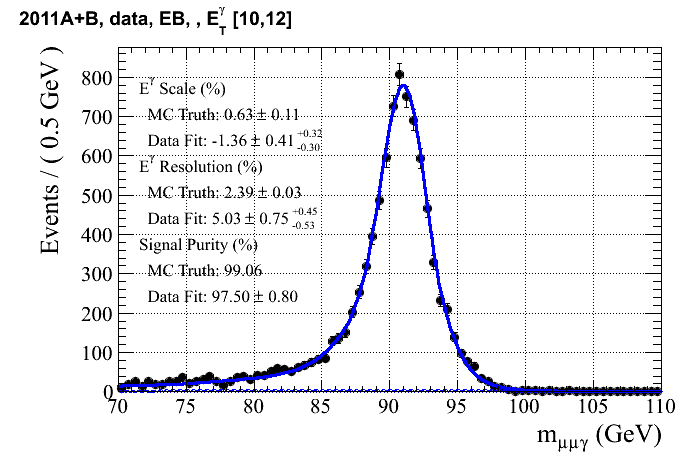 2011A+B, data, EB, , E_T^γ [10,12]
Events / ( 0.5 GeV )
800
700
600
500
400
300
200
100
0
E^γ Scale (%)
MC Truth: 0.63 ± 0.11
Data Fit: -1.36 ± 0.41 +0.32 -0.30
E^γ Resolution (%)
MC Truth: 2.39 ± 0.03
Data Fit: 5.03 ± 0.75 +0.45 -0.53
Signal Purity (%)
MC Truth: 99.06
Data Fit: 97.50 ± 0.80
70 75 80 85 90 95 100 105 110
m_μμγ (GeV)